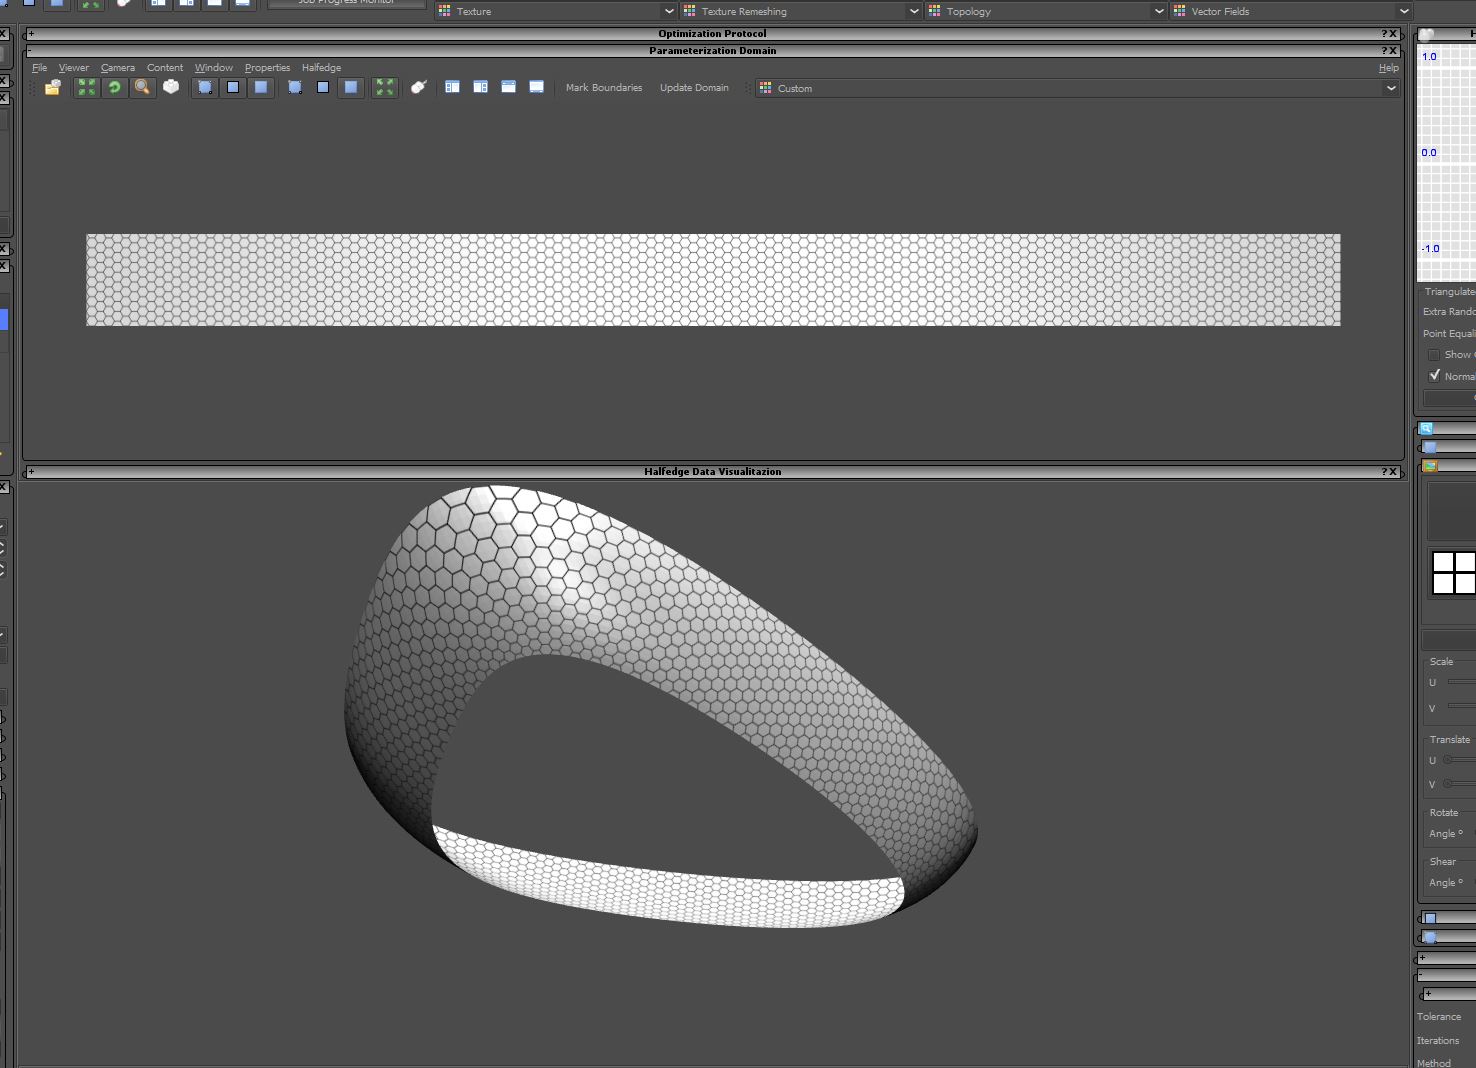 Job Progress Monitor
Texture
Texture Remeshing
Topology
Vector Fields
Optimization Protocol
? X
Parameterization Domain
? X
File Viewer Camera Content Window Properties Halfedge Help
Mark Boundaries Update Domain Custom
1.0
0.0
-1.0
Triangulate
Extra Rand
Point Equali
Show
Normal
Halfedge Data Visualitazion
? X
Scale
U
V
Translate
U
V
Rotate
Angle °
Shear
Angle °
Tolerance
Iterations
Method